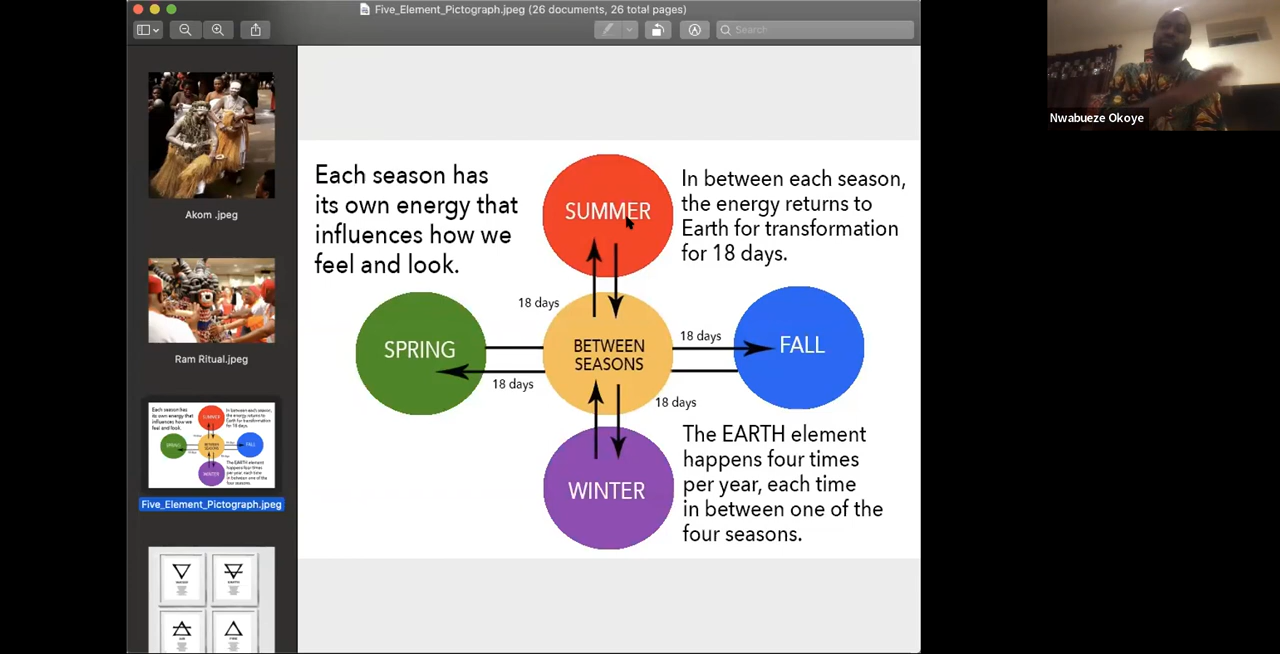 Five_Element_Pictograph.jpeg (26 documents, 26 total pages)
Search
Akom .jpeg
Ram Ritual.jpeg
Five_Element_Pictograph.jpeg
Each season has
its own energy that
influences how we
feel and look.
SUMMER
In between each season,
the energy returns to
Earth for transformation
for 18 days.
18 days
SPRING
BETWEEN
SEASONS
18 days
FALL
18 days
18 days
WINTER
The EARTH element
happens four times
per year, each time
in between one of the
four seasons.
Nwabueze Okoye